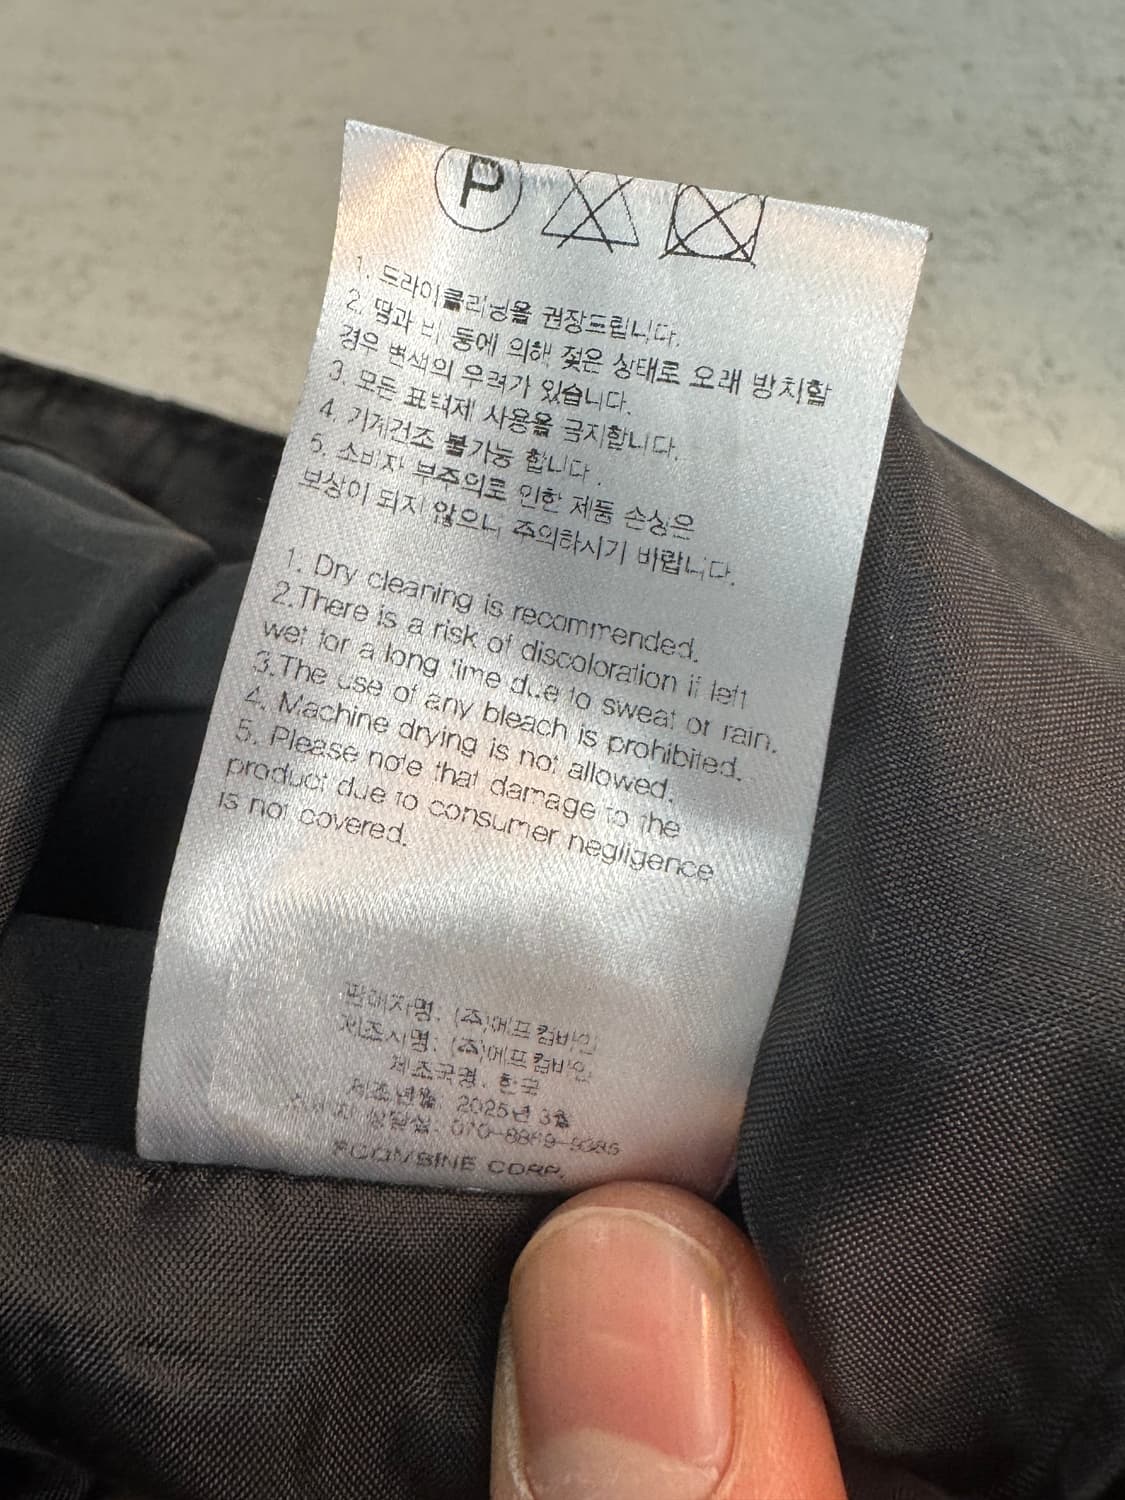 P
1. 드라이클리닝을 권장드립니다.
2. 땀과 비 등에 의해 젖은 상태로 오래 방치할
경우 변색의 우려가 있습니다.
3. 모든 표백제 사용을 금지합니다.
4. 기계건조 불가능 합니다.
5. 소비자 부주의로 인한 제품 손상은
보상이 되지 않으니 주의하시기 바랍니다.
1. Dry cleaning is recommended.
2.There is a risk of discoloration if left
wet for a long time due to sweat or rain.
3.The use of any bleach is prohibited.
4. Machine drying is not allowed.
5. Please note that damage to the
product due to consumer negligence
is not covered.
판매자명: (주)에프컴바인
제조사명: (주)에프컴바인
제조국명: 한국
제조년월: 2025년 3월
상담실:
FCOMBINE CORP.